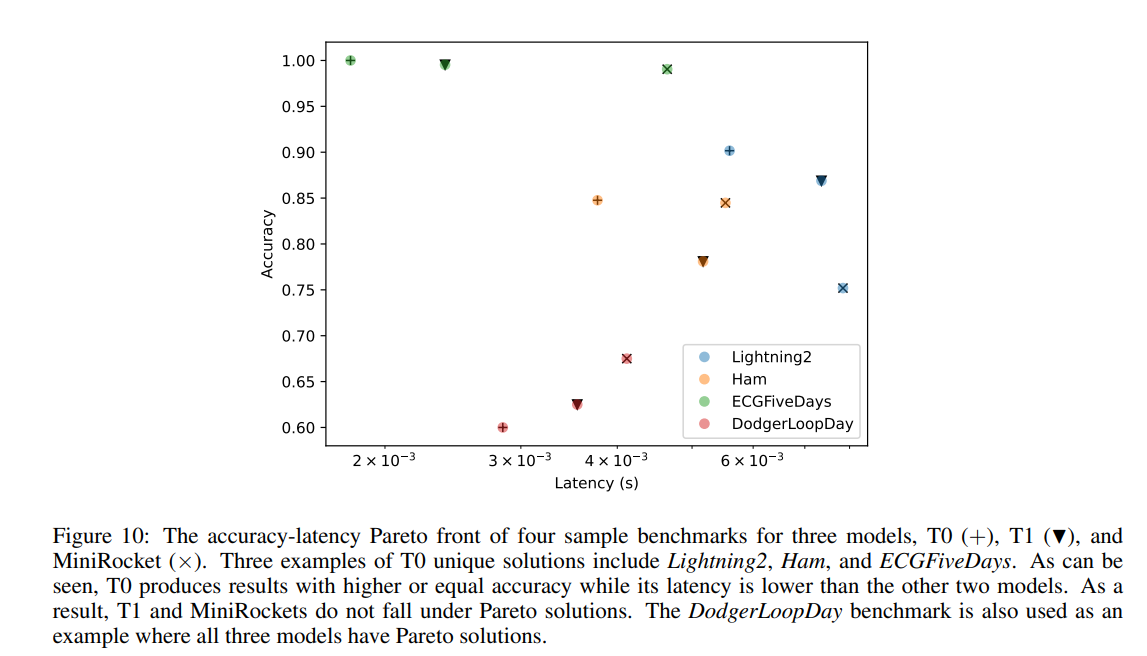 1.00
0.95
0.90
0.85
0.80
0.75
0.70
0.65
0.60
Accuracy
Lightning2
Ham
ECGFiveDays
DodgerLoopDay
2 × 10⁻³ 3 × 10⁻³ 4 × 10⁻³ 6 × 10⁻³
Latency (s)
Figure 10: The accuracy-latency Pareto front of four sample benchmarks for three models, T0 (+), T1 (▼), and
MiniRocket (×). Three examples of T0 unique solutions include Lightning2, Ham, and ECGFiveDays. As can be
seen, T0 produces results with higher or equal accuracy while its latency is lower than the other two models. As a
result, T1 and MiniRockets do not fall under Pareto solutions. The DodgerLoopDay benchmark is also used as an
example where all three models have Pareto solutions.